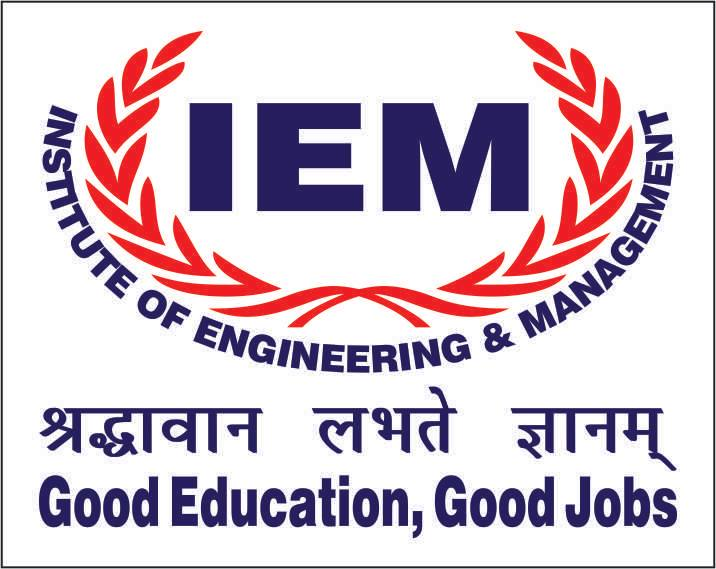 IEM
INSTITUTE OF ENGINEERING & MANAGEMENT
श्रद्धावान लभते ज्ञानम्
Good Education, Good Jobs